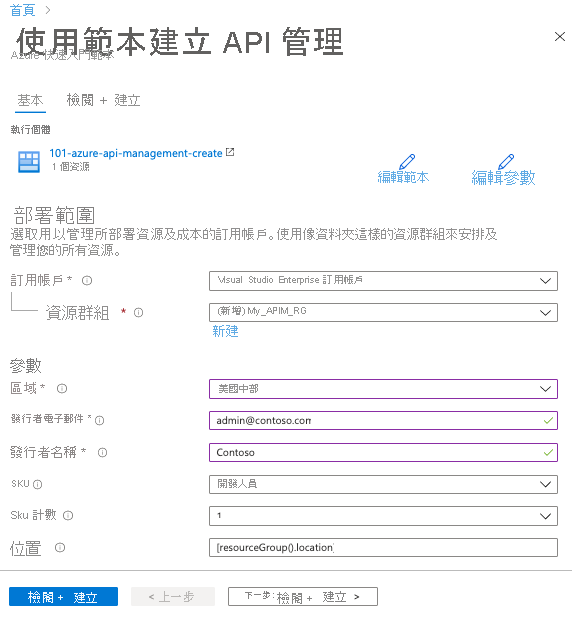 首頁 >
使用範本建立 API 管理
Azure 快速入門範本
基本 檢閱 + 建立
執行個體
101-azure-api-management-create
1 個資源
編輯範本 編輯參數
部署範圍
選取用以管理所部署資源及成本的訂用帳戶。使用像資料夾這樣的資源群組來安排及
管理您的所有資源。
訂用帳戶 * Visual Studio Enterprise 訂用帳戶
資源群組 * (新增) My_APIM_RG
新建
參數
區域 * 美國中部
發行者電子郵件 * admin@contoso.com
發行者名稱 * Contoso
SKU 開發人員
Sku 計數 1
位置 [resourceGroup().location]
檢閱 + 建立 < 上一步 下一步: 檢閱 + 建立 >